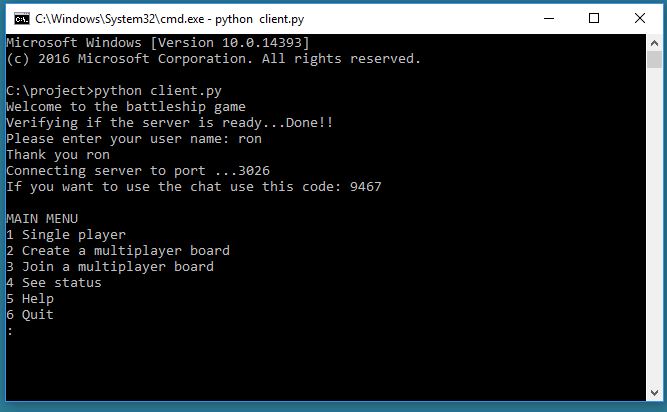 C:\Windows\System32\cmd.exe - python  client.py
Microsoft Windows [Version 10.0.14393]
(c) 2016 Microsoft Corporation. All rights reserved.
C:\project>python client.py
Welcome to the battleship game
Verifying if the server is ready...Done!!
Please enter your user name: ron
Thank you ron
Connecting server to port ...3026
If you want to use the chat use this code: 9467
MAIN MENU
1 Single player
2 Create a multiplayer board
3 Join a multiplayer board
4 See status
5 Help
6 Quit
: